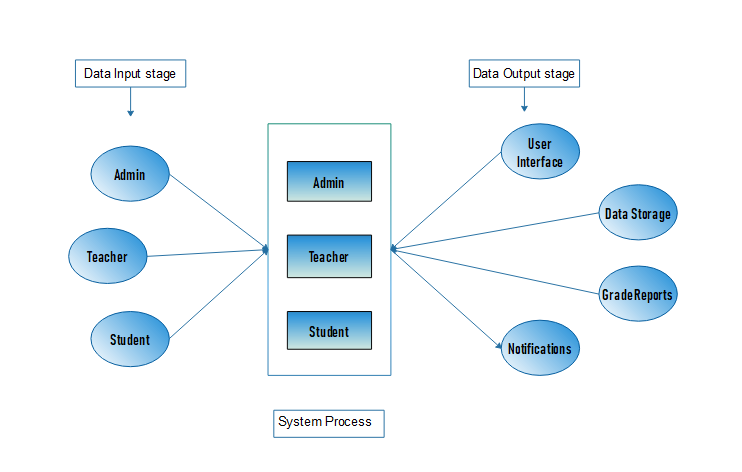 Data Input stage
Data Output stage
Admin
Teacher
Student
Admin
Teacher
Student
User
Interface
Data Storage
GradeReports
Notifications
System Process